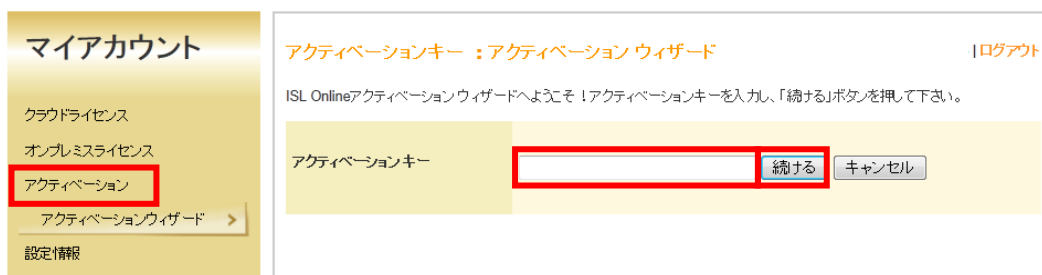 マイアカウント
クラウドライセンス
オンプレミスライセンス
アクティベーション
アクティベーションウィザード >
設定情報
アクティベーションキー :アクティベーション ウィザード
|ログアウト
ISL Onlineアクティベーション ウィザードへようこそ!アクティベーションキーを入力し、「続ける」ボタンを押して下さい。
アクティベーションキー
続ける キャンセル